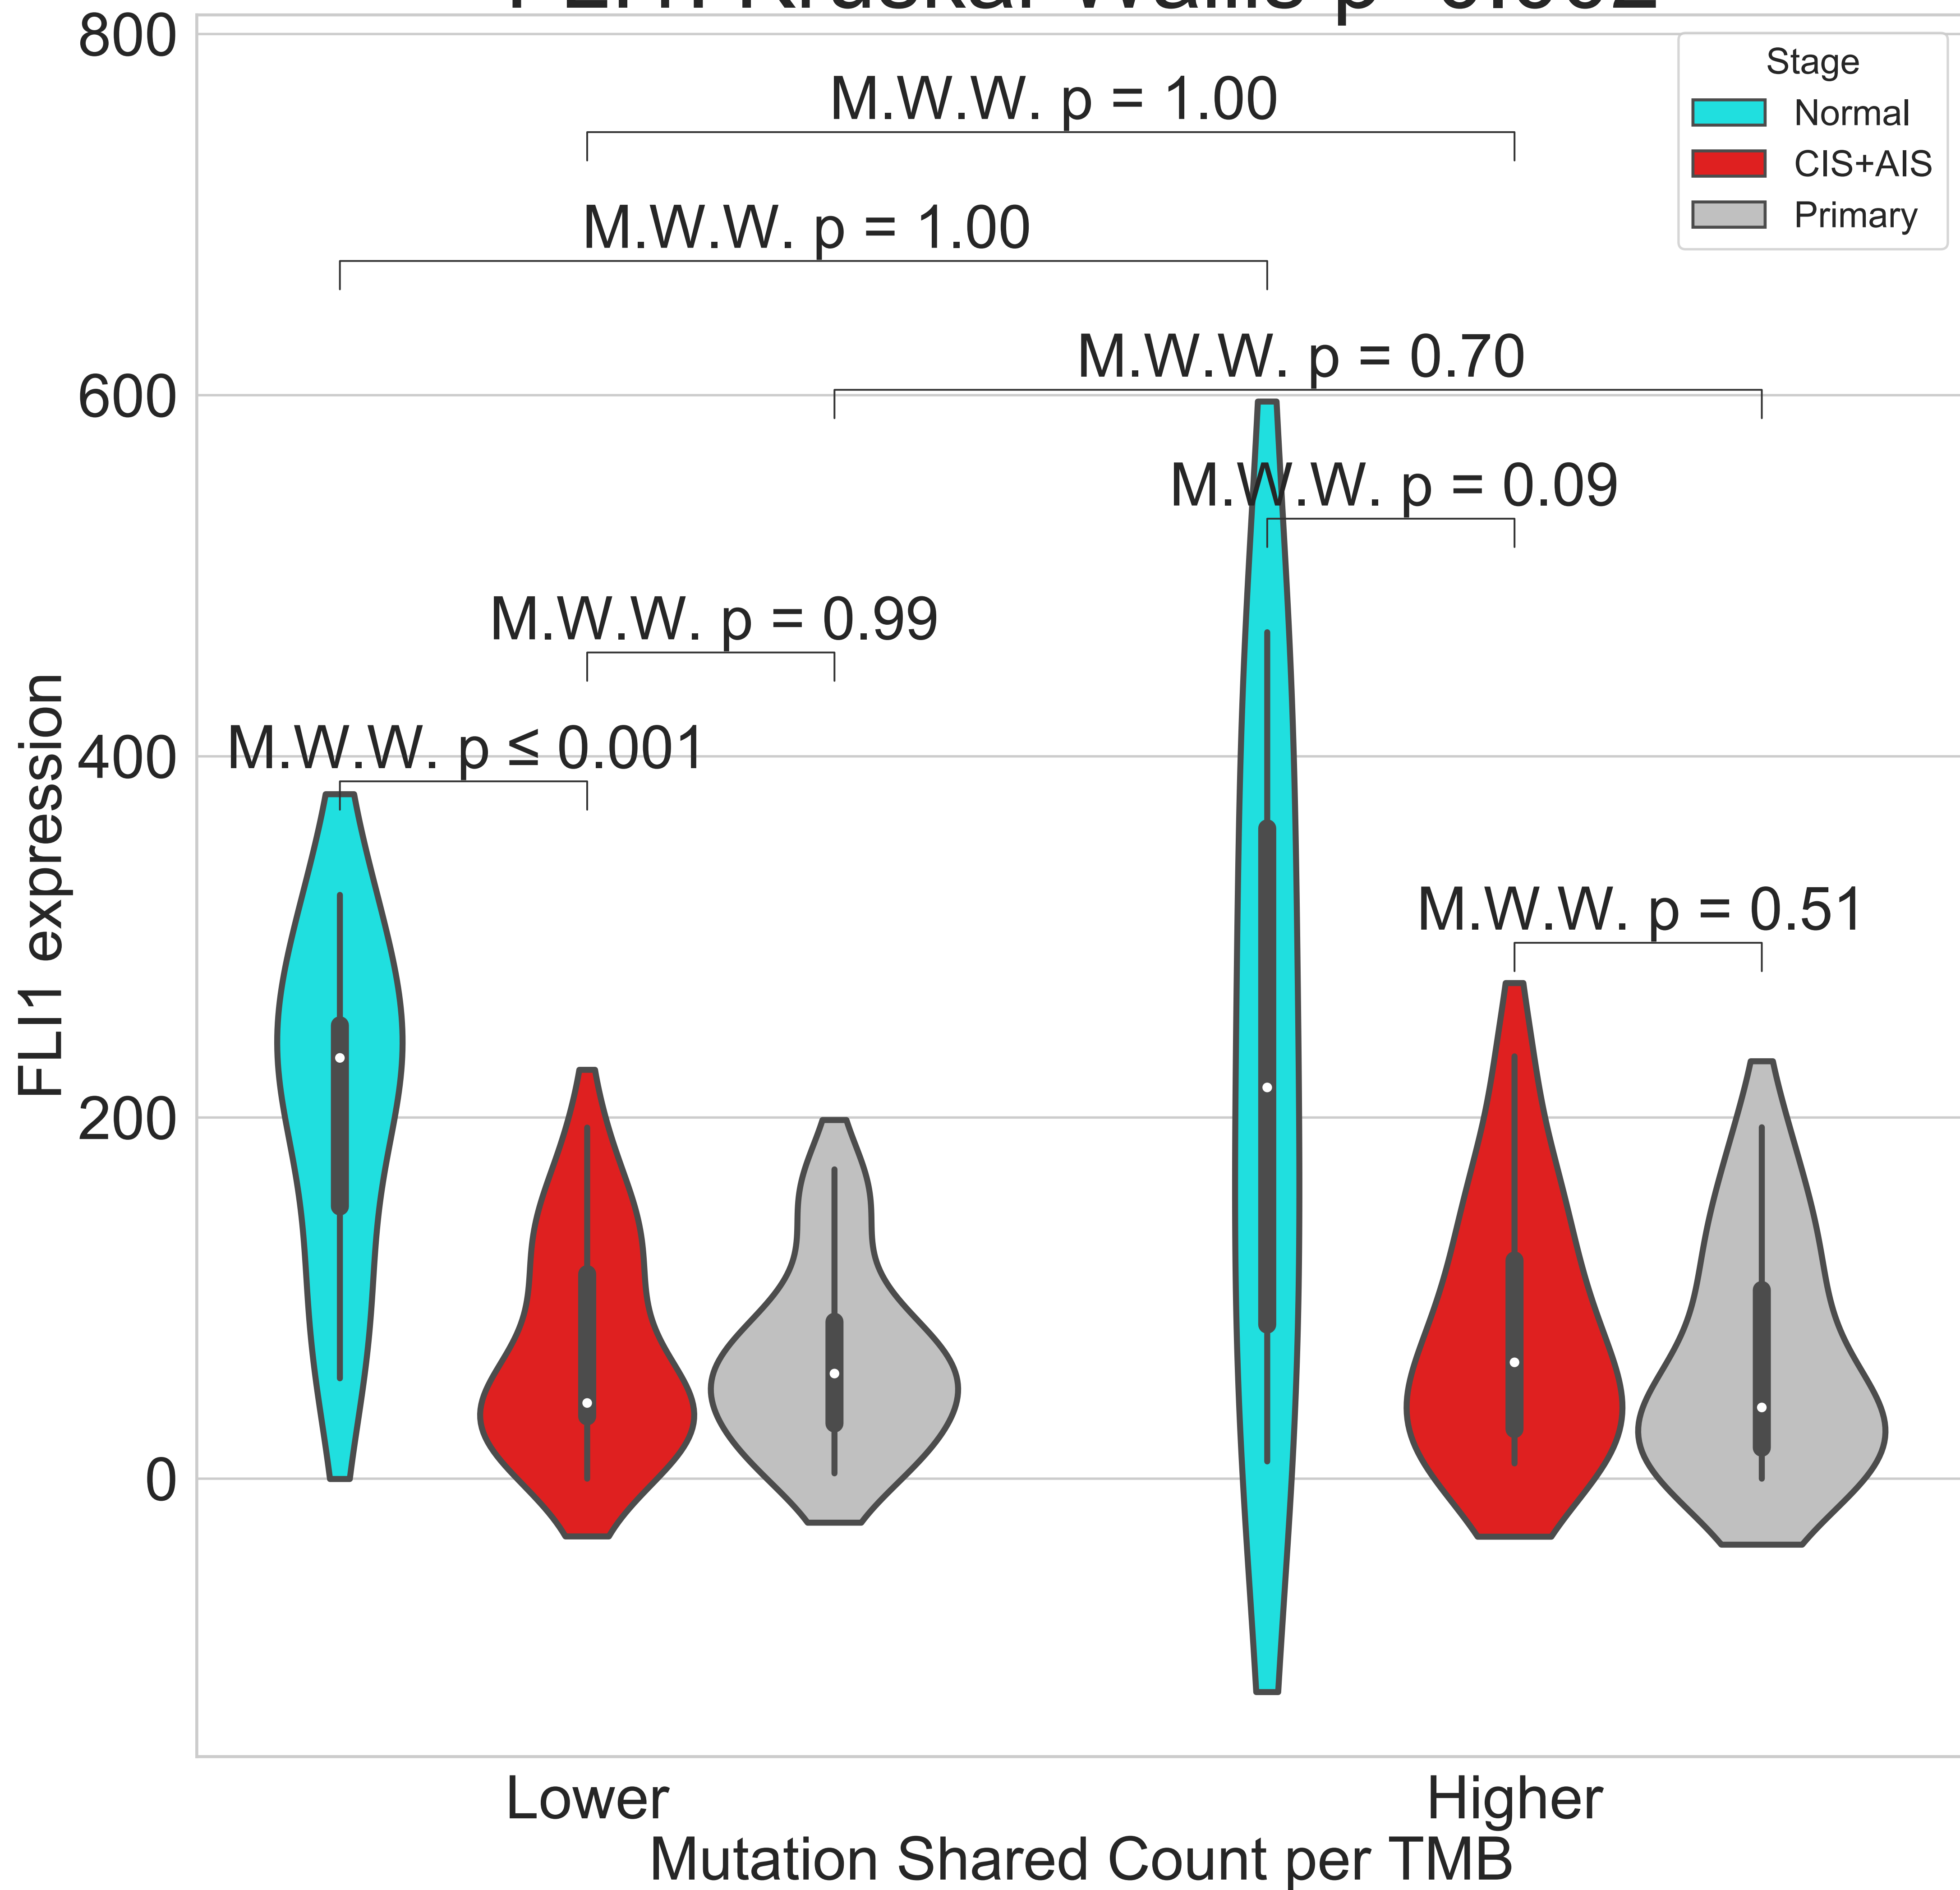 800
Stage
Normal
CIS+AIS
Primary
M.W.W. p = 1.00
M.W.W. p = 1.00
M.W.W. p = 0.70
600
M.W.W. p = 0.09
M.W.W. p = 0.99
M.W.W. p ≤ 0.001
400
M.W.W. p = 0.51
FLI1 expression
200
0
Lower
Higher
Mutation Shared Count per TMB